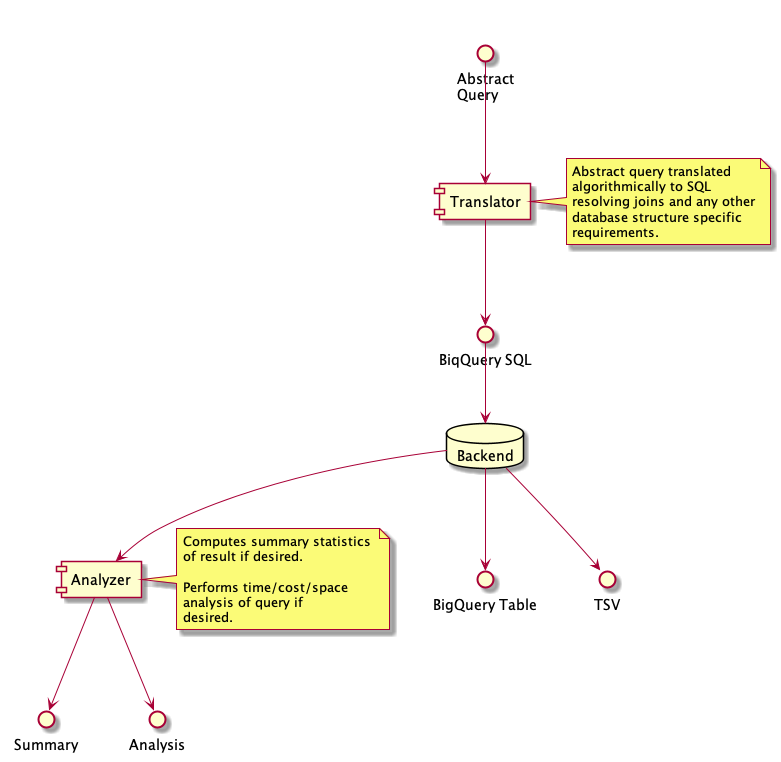 Abstract
Query
Translator
Abstract query translated
algorithmically to SQL
resolving joins and any other
database structure specific
requirements.
BiqQuery SQL
Backend
Analyzer
Computes summary statistics
of result if desired.
Performs time/cost/space
analysis of query if
desired.
BigQuery Table
TSV
Summary
Analysis